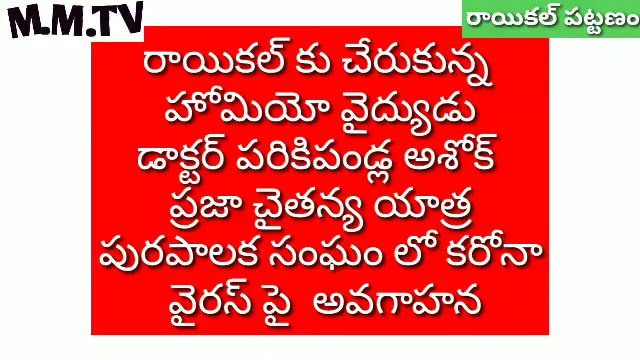 M.M.TV
రాయికల్ పట్టణం
రాయికల్ కు చేరుకున్న
హోమియో వైద్యుడు
డాక్టర్ పరికిపండ్ల అశోక్
ప్రజా చైతన్య యాత్ర
పురపాలక సంఘం లో కరోనా
వైరస్ పై అవగాహన